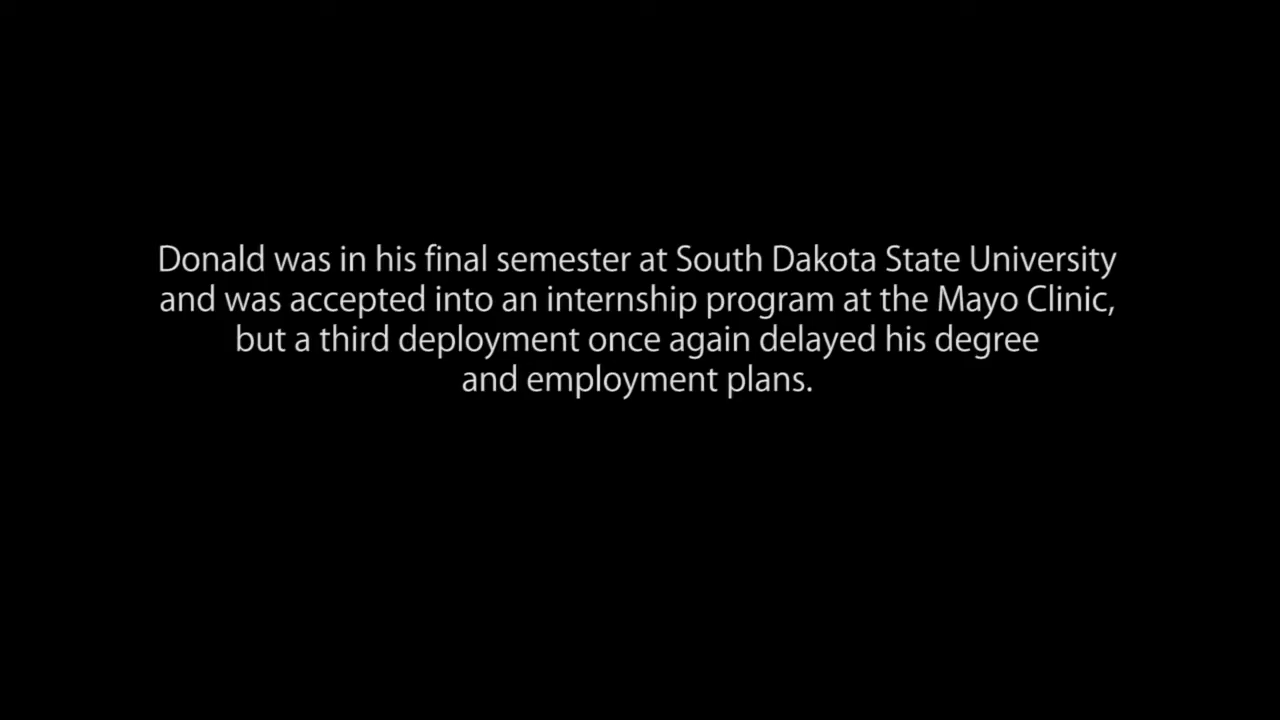 Donald was in his final semester at South Dakota State University
and was accepted into an internship program at the Mayo Clinic,
but a third deployment once again delayed his degree
and employment plans.